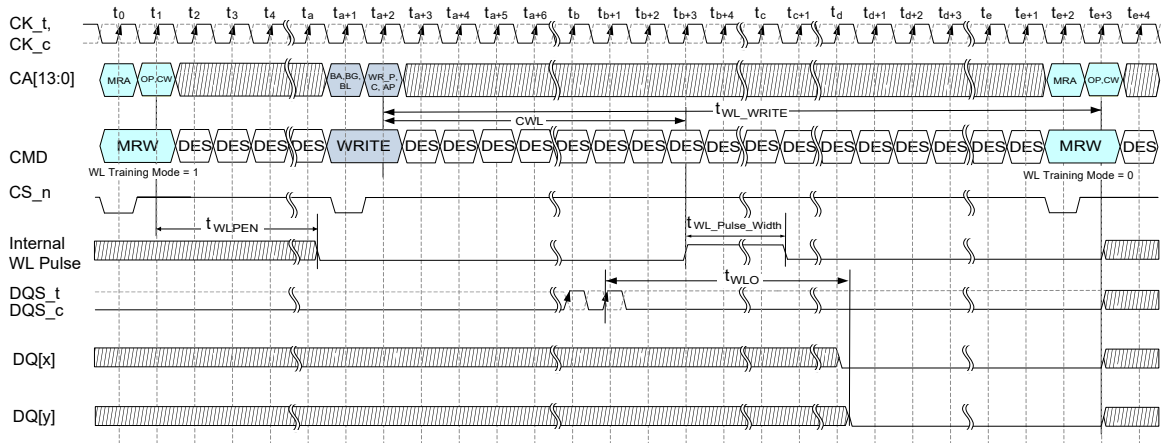 t0 t1 t2 t3 t4 ta ta+1 ta+2 ta+3 ta+4 ta+5 ta+6 tb tb+1 tb+2 tb+3 tb+4 tc tc+1 td td+1 td+2 td+3 te te+1 te+2 te+3 te+4
CK_t,
CK_c
CA[13:0] MRA OP,CW BA,BG, BL WR_P, C, AP MRA OP,CW
CWL tWL_WRITE
CMD MRW DES DES DES DES WRITE DES DES DES DES DES DES DES DES DES DES DES DES DES DES DES DES DES MRW DES
WL Training Mode = 1 WL Training Mode = 0
CS_n
tWLPEN tWL_Pulse_Width
Internal
WL Pulse
tWLO
DQS_t
DQS_c
DQ[x]
DQ[y]